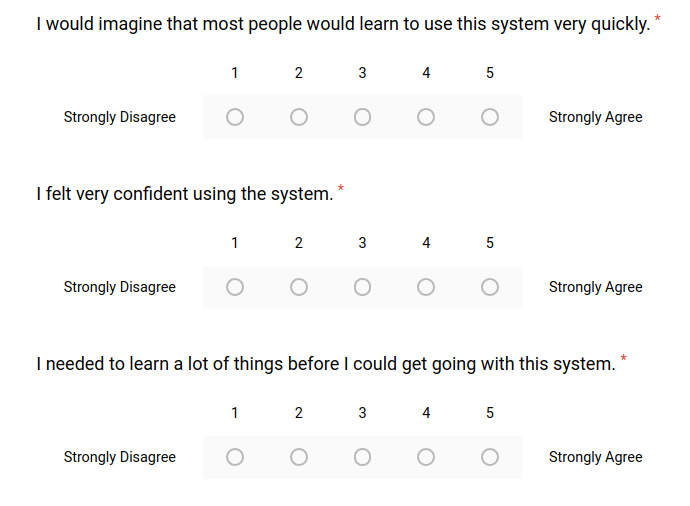 I would imagine that most people would learn to use this system very quickly. *
1 2 3 4 5
Strongly Disagree Strongly Agree
I felt very confident using the system. *
1 2 3 4 5
Strongly Disagree Strongly Agree
I needed to learn a lot of things before I could get going with this system. *
1 2 3 4 5
Strongly Disagree Strongly Agree